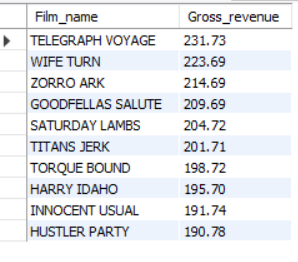 Film_name Gross_revenue
TELEGRAPH VOYAGE 231.73
WIFE TURN 223.69
ZORRO ARK 214.69
GOODFELLAS SALUTE 209.69
SATURDAY LAMBS 204.72
TITANS JERK 201.71
TORQUE BOUND 198.72
HARRY IDAHO 195.70
INNOCENT USUAL 191.74
HUSTLER PARTY 190.78